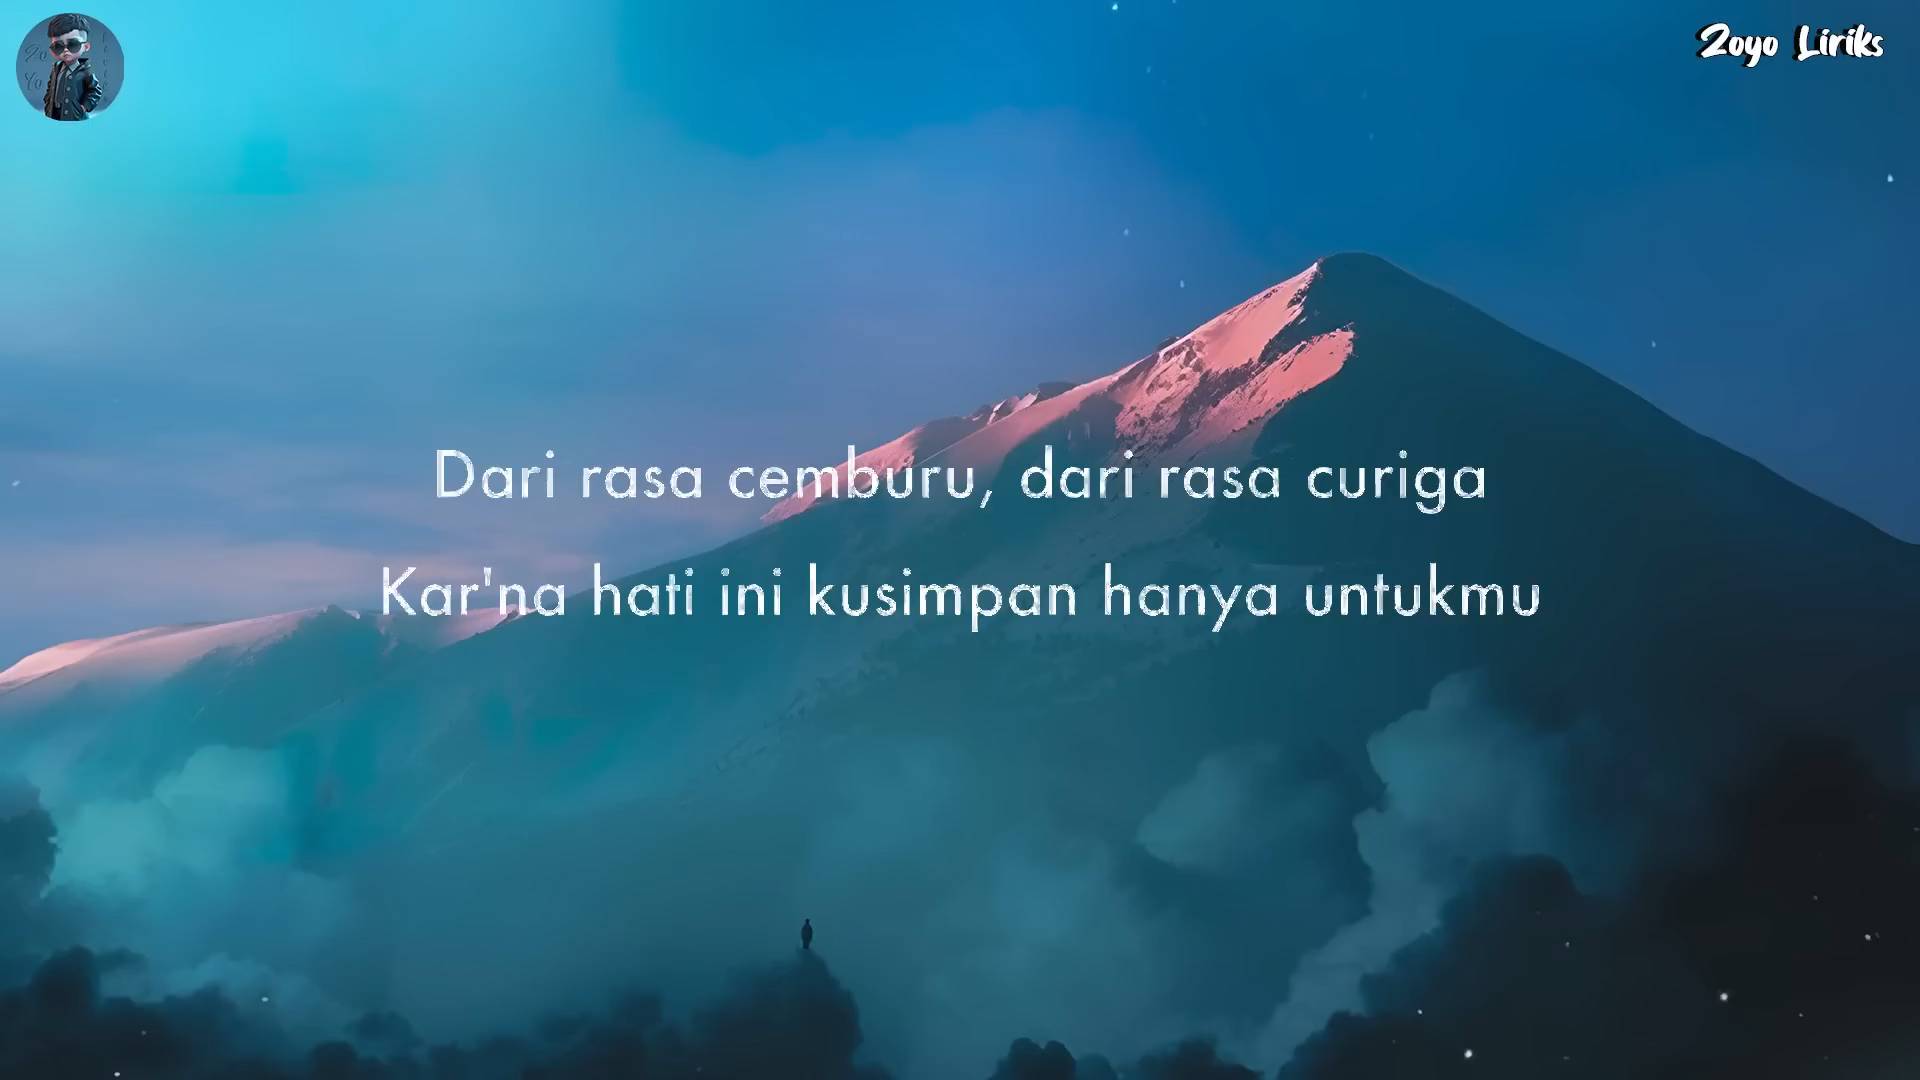 Zoyo Liriks
Dari rasa cemburu, dari rasa curiga
Kar'na hati ini kusimpan hanya untukmu